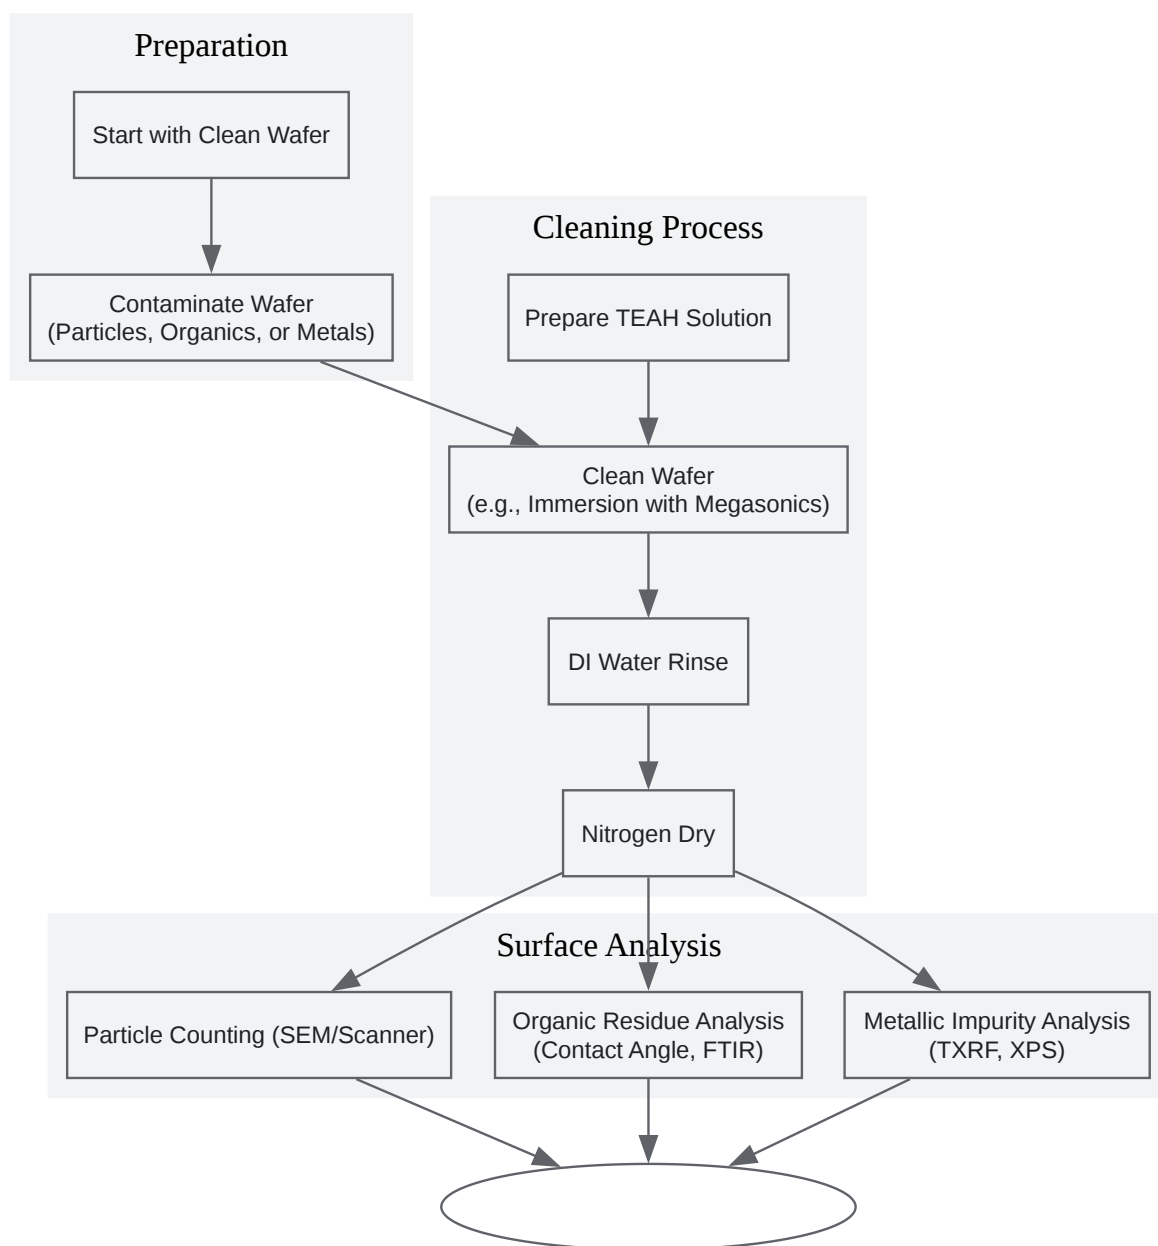 Preparation
Start with Clean Wafer
Contaminate Wafer
(Particles, Organics, or Metals)
Cleaning Process
Prepare TEAH Solution
Clean Wafer
(e.g., Immersion with Megasonics)
DI Water Rinse
Nitrogen Dry
Surface Analysis
Particle Counting (SEM/Scanner)
Organic Residue Analysis
(Contact Angle, FTIR)
Metallic Impurity Analysis
(TXRF, XPS)